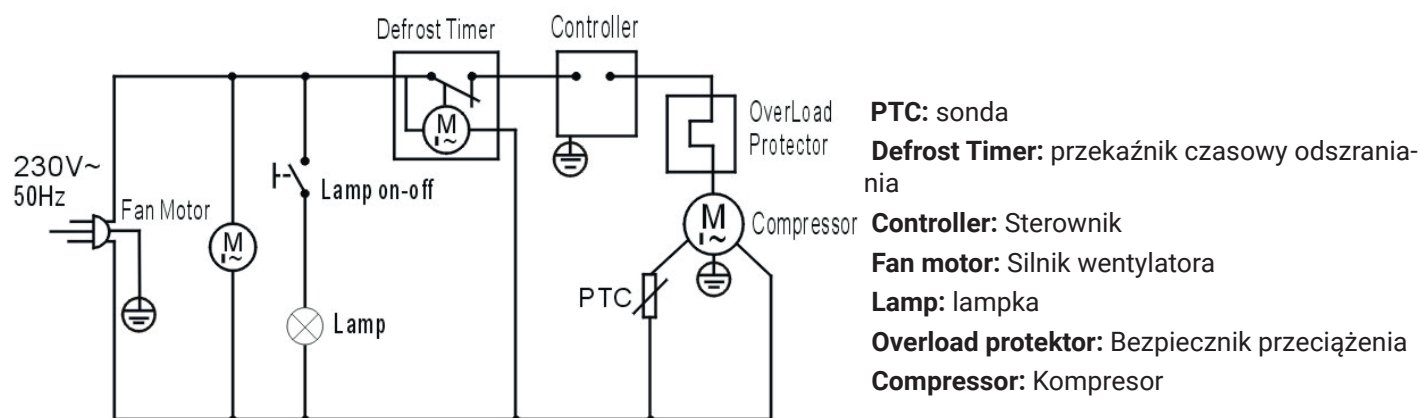 Defrost Timer
Controller
OverLoad
Protector
M
~
230V~
50Hz
Fan Motor
M
~
Lamp on-off
M
~
Compressor
PTC
Lamp
PTC: sonda
Defrost Timer: przekaźnik czasowy odszrania-
nia
Controller: Sterownik
Fan motor: Silnik wentylatora
Lamp: lampka
Overload protektor: Bezpiecznik przeciążenia
Compressor: Kompresor